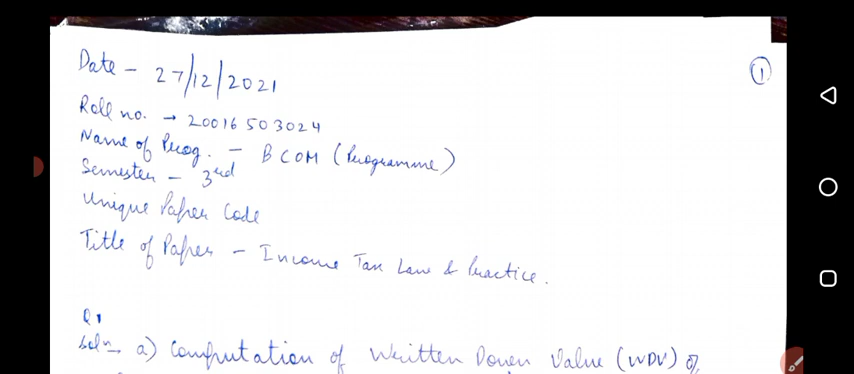 ①
Date - 27/12/2021
Roll no. → 20016503024
Name of Prog. - B COM (Programme)
Semester - 3rd
Unique Paper Code
Title of Paper - Income Tax Law & Practice.
Q1
Soln → a) Computation of Written Down Value (WDV) of